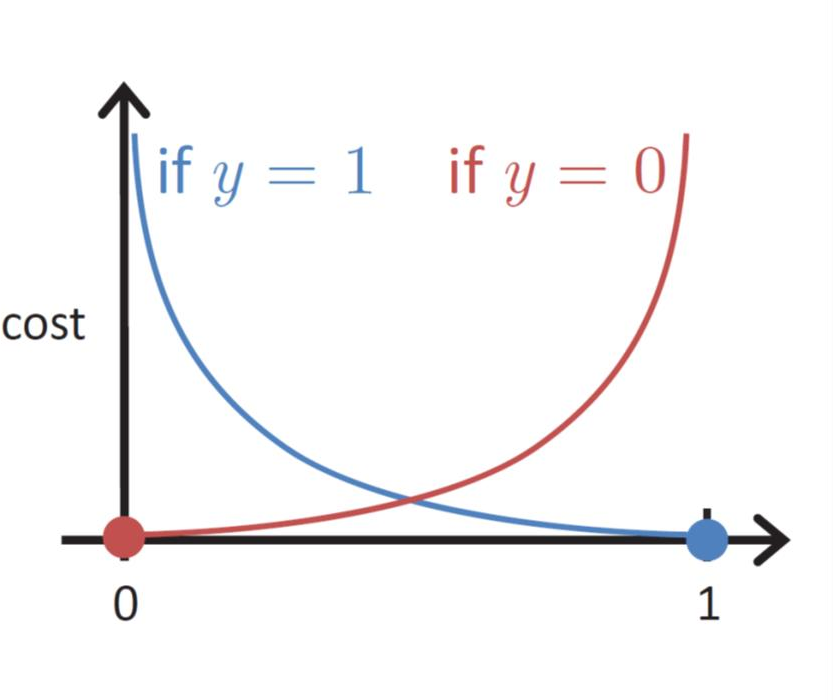 if y = 1 if y = 0
cost
0 1